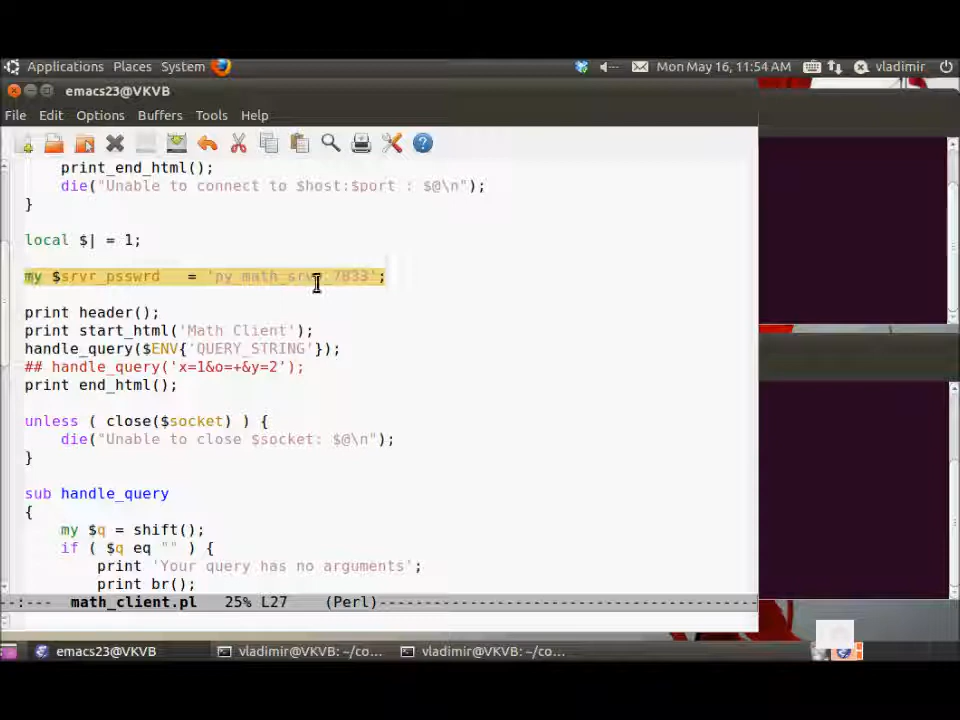 Applications Places System Mon May 16, 11:54 AM vladimir
emacs23@VKVB
File Edit Options Buffers Tools Help
print_end_html();
die("Unable to connect to $host:$port : $@\n");
}
local $| = 1;
my $srvr_psswrd = 'py_math_srvr_7833';
print header();
print start_html('Math Client');
handle_query($ENV{'QUERY_STRING'});
## handle_query('x=1&o=+&y=2');
print end_html();
unless ( close($socket) ) {
die("Unable to close $socket: $@\n");
}
sub handle_query
{
my $q = shift();
if ( $q eq "" ) {
print 'Your query has no arguments';
print br();
--:--- math_client.pl 25% L27 (Perl)
emacs23@VKVB vladimir@VKVB: ~/co... vladimir@VKVB: ~/co...